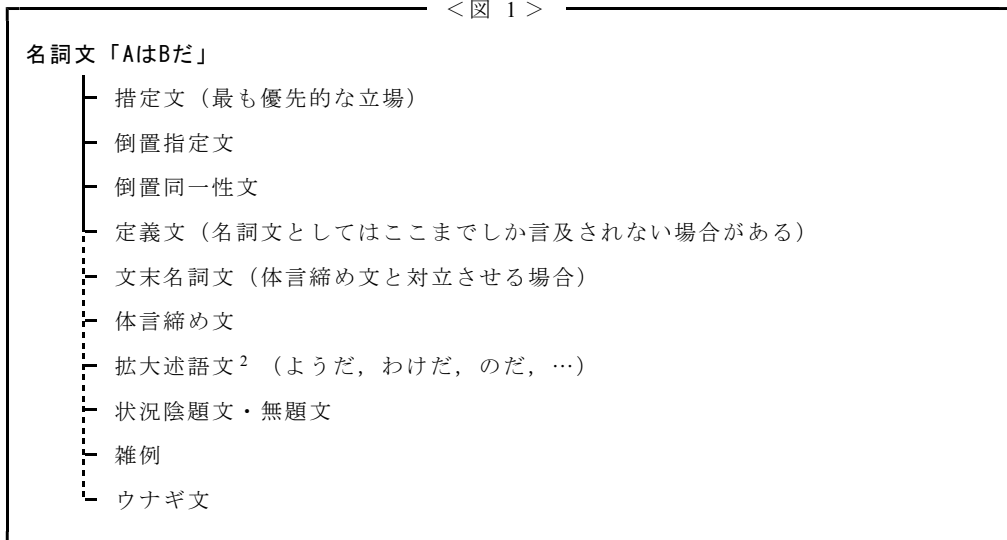 ＜図 1＞
名詞文「AはBだ」
措定文（最も優先的な立場）
倒置指定文
倒置同一性文
定義文（名詞文としてはここまでしか言及されない場合がある）
文末名詞文（体言締め文と対立させる場合）
体言締め文
拡大述語文²（ようだ，わけだ，のだ，…）
状況陰題文・無題文
雑例
ウナギ文